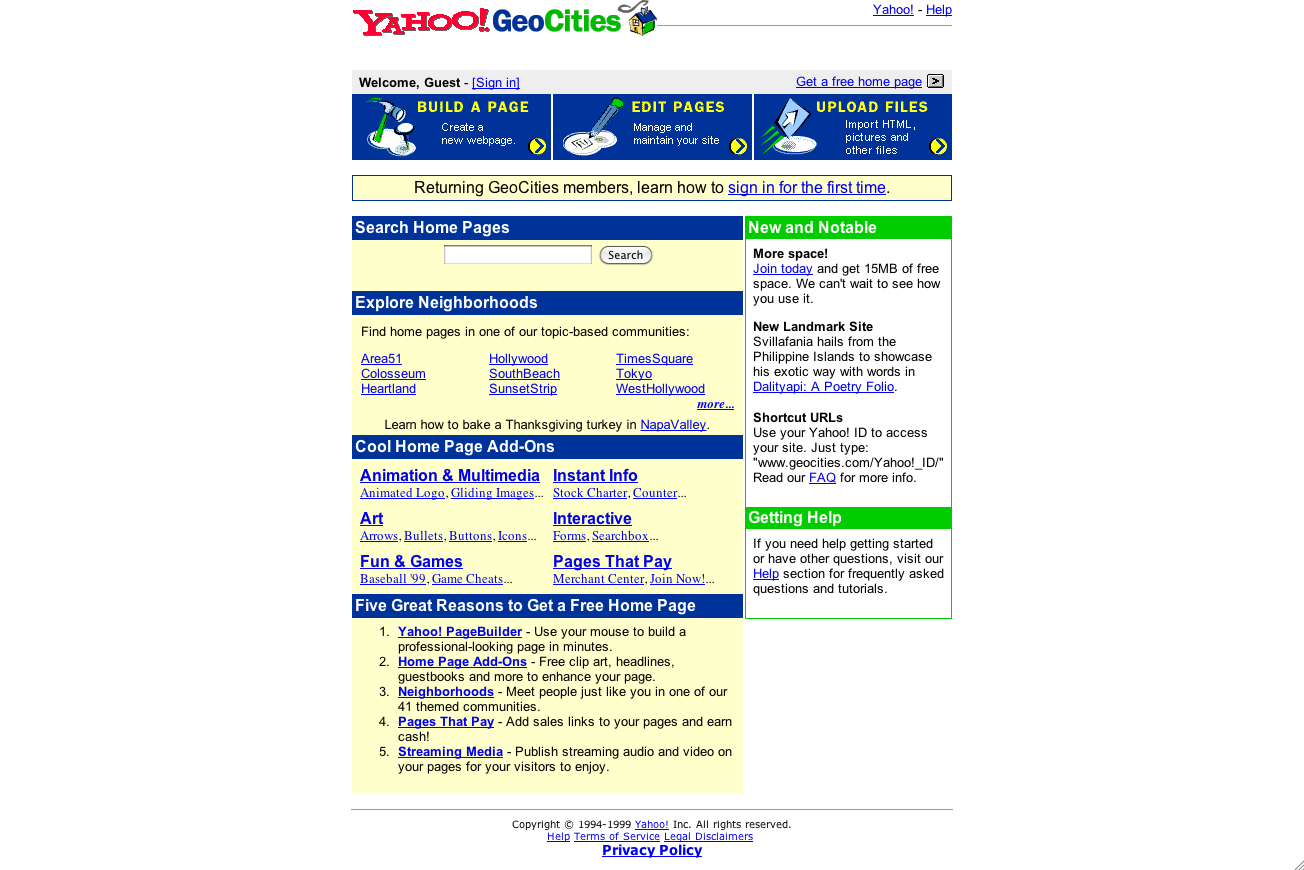 YAHOO! GeoCities
Yahoo! - Help
Welcome, Guest - [Sign in]
Get a free home page
BUILD A PAGE
Create a
new webpage.
EDIT PAGES
Manage and
maintain your site
UPLOAD FILES
Import HTML,
pictures and
other files
Returning GeoCities members, learn how to sign in for the first time.
Search Home Pages
Search
Explore Neighborhoods
Find home pages in one of our topic-based communities:
Area51 Hollywood TimesSquare
Colosseum SouthBeach Tokyo
Heartland SunsetStrip WestHollywood
more...
Learn how to bake a Thanksgiving turkey in NapaValley.
Cool Home Page Add-Ons
Animation & Multimedia
Animated Logo, Gliding Images...
Instant Info
Stock Charter, Counter...
Art
Arrows, Bullets, Buttons, Icons...
Interactive
Forms, Searchbox...
Fun & Games
Baseball '99, Game Cheats...
Pages That Pay
Merchant Center, Join Now!...
Five Great Reasons to Get a Free Home Page
1. Yahoo! PageBuilder - Use your mouse to build a
professional-looking page in minutes.
2. Home Page Add-Ons - Free clip art, headlines,
guestbooks and more to enhance your page.
3. Neighborhoods - Meet people just like you in one of our
41 themed communities.
4. Pages That Pay - Add sales links to your pages and earn
cash!
5. Streaming Media - Publish streaming audio and video on
your pages for your visitors to enjoy.
New and Notable
More space!
Join today and get 15MB of free
space. We can't wait to see how
you use it.
New Landmark Site
Svillafania hails from the
Philippine Islands to showcase
his exotic way with words in
Dalityapi: A Poetry Folio.
Shortcut URLs
Use your Yahoo! ID to access
your site. Just type:
"www.geocities.com/Yahoo!_ID/"
Read our FAQ for more info.
Getting Help
If you need help getting started
or have other questions, visit our
Help section for frequently asked
questions and tutorials.
Copyright © 1994-1999 Yahoo! Inc. All rights reserved.
Help Terms of Service Legal Disclaimers
Privacy Policy